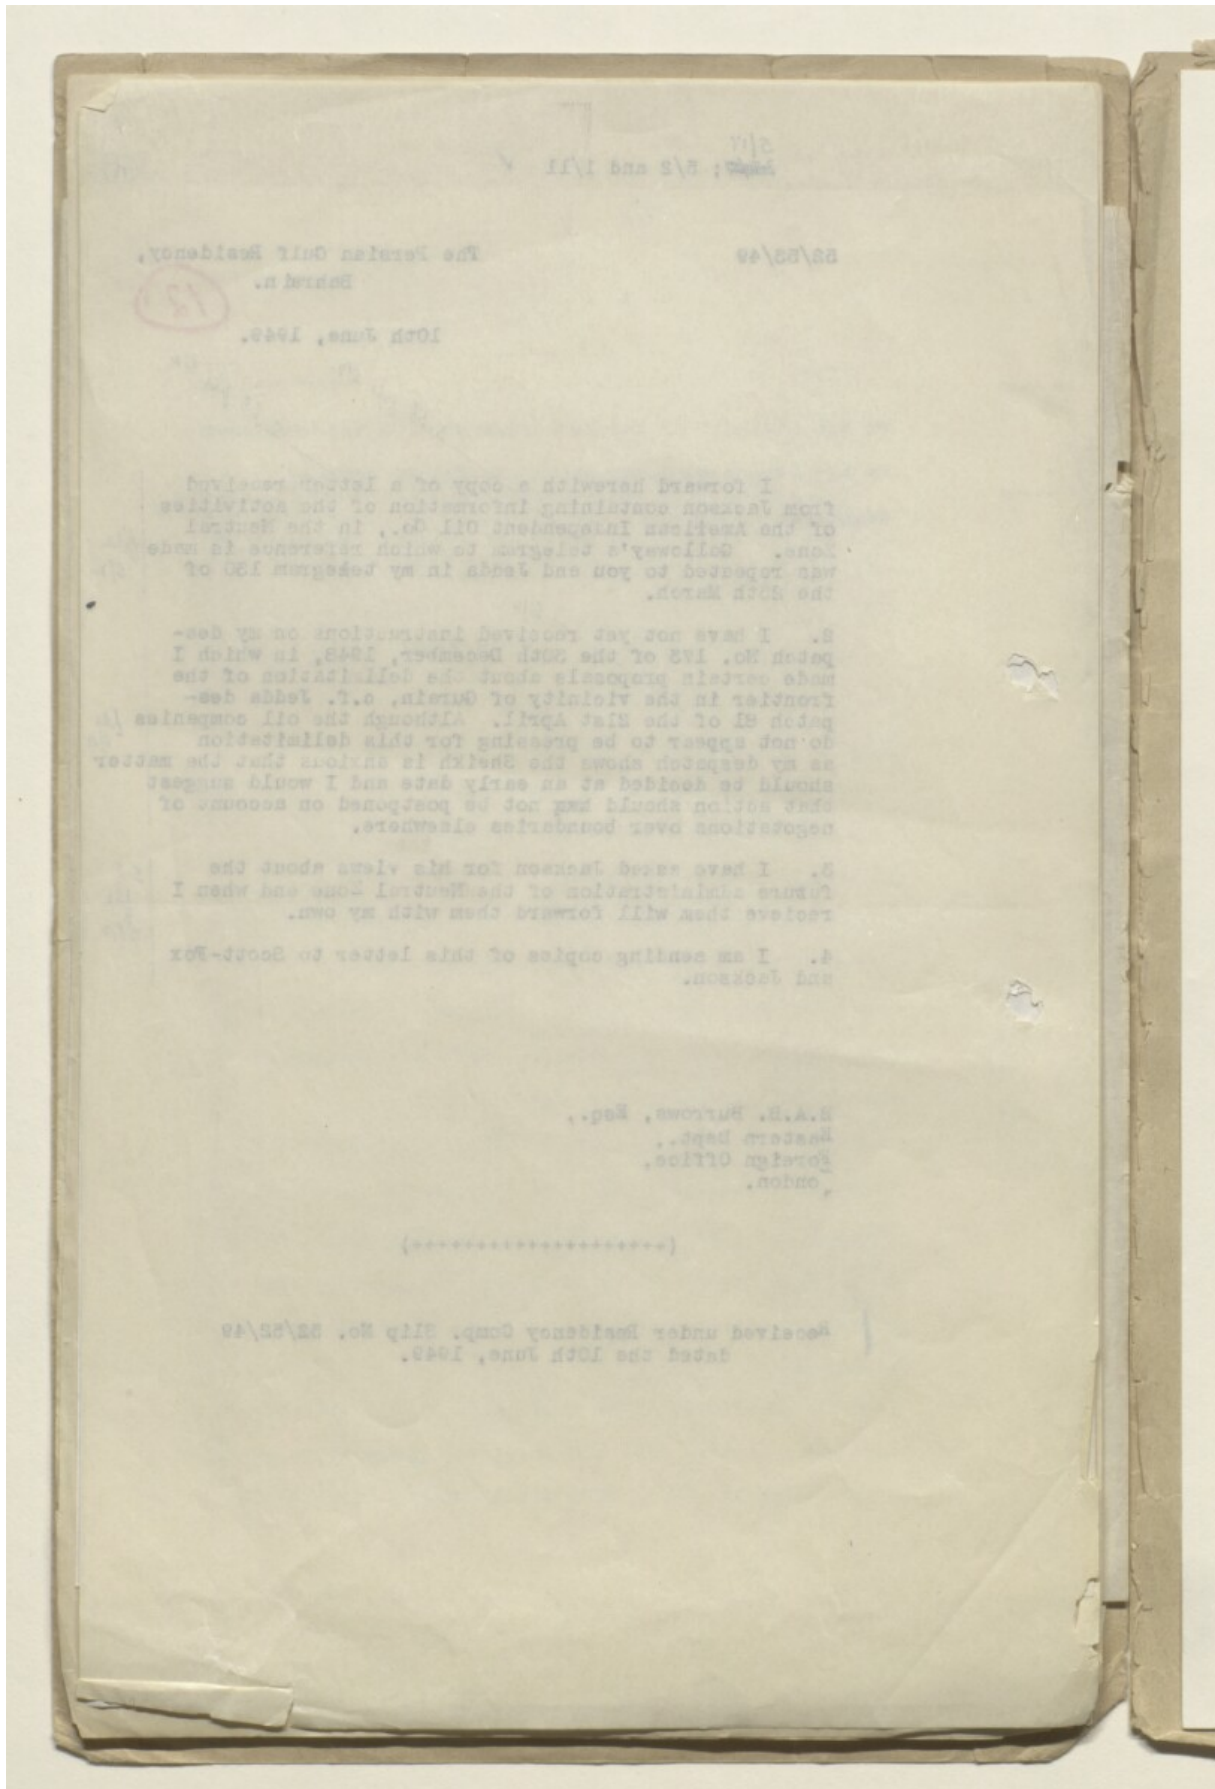 5/2 and 1/11
52/53/49
The Persian Gulf Residency,
Bahrain.
12
10th June, 1949.
I forward herewith a copy of a letter received
from Jackson containing information of the activities
of the American Independent Oil Co., in the Neutral
Zone. Galloway's telegram to which reference is made
was repeated to you and Jedda in my tekegram 130 of
the March.
2. I have not yet received instructions on my des-
patch No. 175 of the 30th December, 1948, in which I
made certain proposals about the delimitation of the
frontier in the vicinity of Gurain, c.f. Jedda des-
patch 81 of the 21st April. Although the oil companies
do not appear to be pressing for this delimitation
as my despatch shows the Sheikh is anxious that the matter
should be decided at an early date and I would suggest
that action should not be postponed on account of
negotations over boundaries elsewhere.
3. I have asked Jackson for his views about the
future administration of the Neutral Zone and when I
recieve them will forward them with my own.
4. I am sending copies of this letter to Scott-Fox
and Jackson.
B.A.B. Burrows, Esq.,
Eastern Dept.,
Foreign Office,
London.
(++++++++++++++++++++)
Received under Residency Comp. Slip No. 52/52/49
dated the 10th June, 1949.